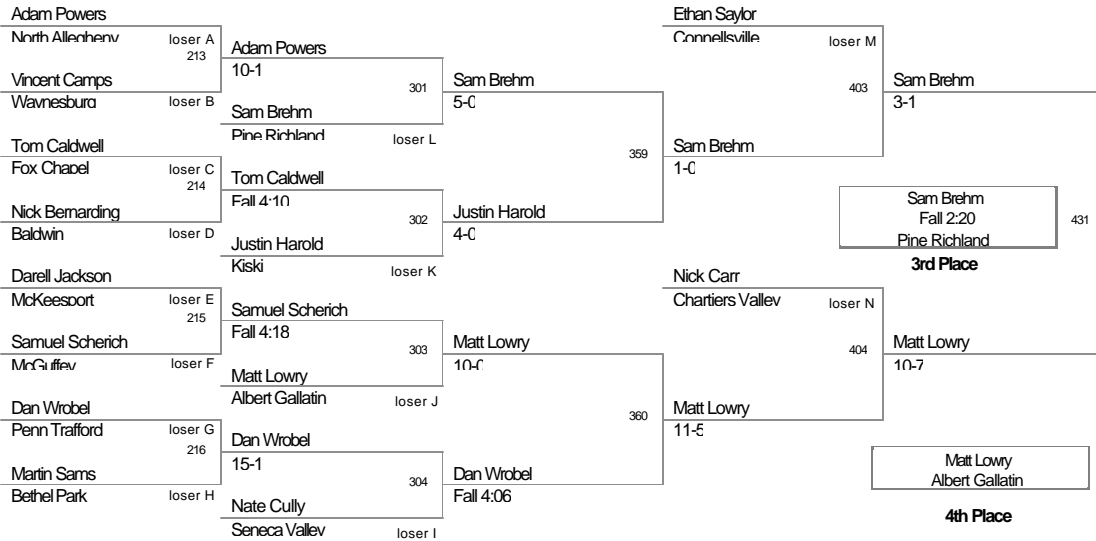 Adam Powers
North Allegheny
loser A
213
Vincent Camps
Waynesburg
loser B
Tom Caldwell
Fox Chapel
loser C
214
Nick Bernarding
Baldwin
loser D
Darell Jackson
McKeesport
loser E
215
Samuel Scherich
McGuffey
loser F
Dan Wrobel
Penn Trafford
loser G
216
Martin Sams
Bethel Park
loser H
Adam Powers
10-1
301
Sam Brehm
Pine Richland
loser L
Tom Caldwell
Fall 4:10
302
Justin Harold
Kiski
loser K
Samuel Scherich
Fall 4:18
303
Matt Lowry
Albert Gallatin
loser J
Dan Wrobel
15-1
304
Nate Cully
Seneca Valley
loser I
Sam Brehm
5-0
359
Justin Harold
4-0
Matt Lowry
10-0
360
Dan Wrobel
Fall 4:06
Ethan Saylor
Connellsville
loser M
403
Sam Brehm
1-0
Nick Carr
Chartiers Valley
loser N
404
Matt Lowry
11-5
Sam Brehm
3-1
Sam Brehm
Fall 2:20
Pine Richland
431
3rd Place
Matt Lowry
10-7
Matt Lowry
Albert Gallatin
4th Place